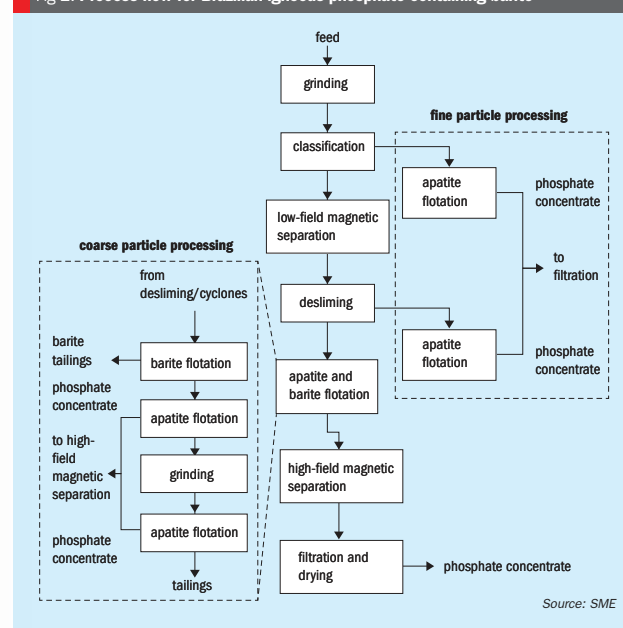 feed
grinding
fine particle processing
classification
apatite
flotation
phosphate
concentrate
low-field magnetic
separation
coarse particle processing
to
filtration
from
desliming/cyclones
desliming
barite
tailings
barite flotation
apatite
flotation
phosphate
concentrate
apatite and
barite flotation
phosphate
concentrate
apatite flotation
to high-
field
magnetic
separation
grinding
high-field magnetic
separation
phosphate
concentrate
apatite flotation
tailings
filtration and
drying
phosphate concentrate
Source: SME